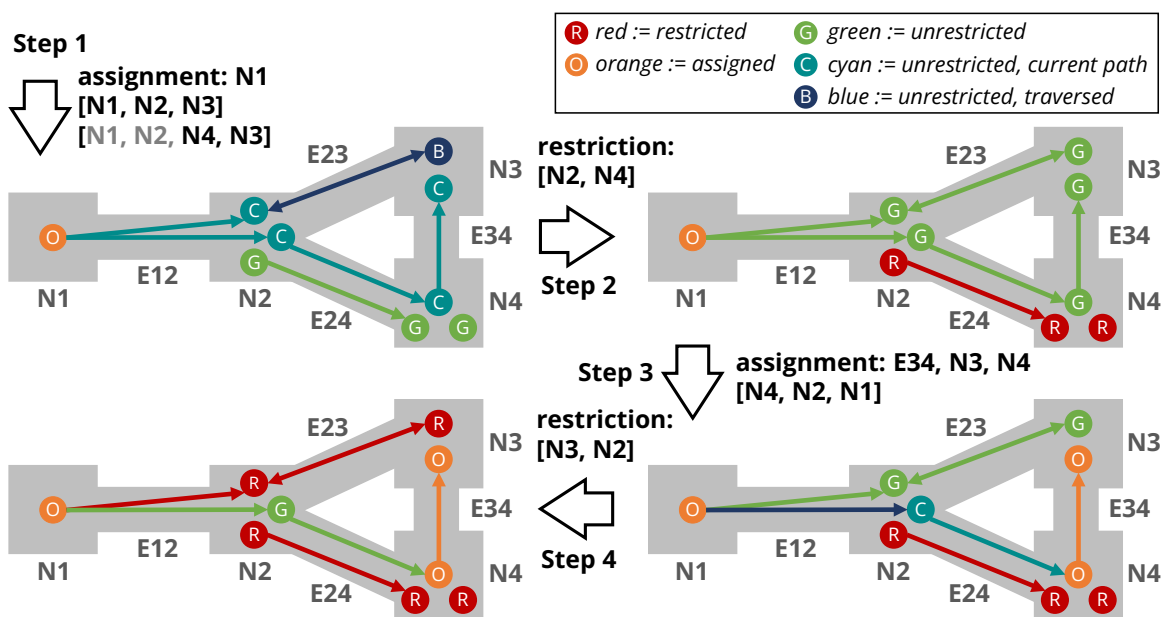 Step 1
assignment: N1
[N1, N2, N3]
[N1, N2, N4, N3]
R red := restricted
G green := unrestricted
O orange := assigned
C cyan := unrestricted, current path
B blue := unrestricted, traversed
E23
B
N3
C
C
O
C
E34
G
E12
N1
N2
C
N4
E24
G
G
restriction:
[N2, N4]
Step 2
E23
G
N3
G
G
O
G
E34
R
E12
N1
N2
G
N4
E24
R
R
Step 3
assignment: E34, N3, N4
[N4, N2, N1]
E23
R
N3
O
R
O
G
E34
R
E12
N1
N2
O
N4
E24
R
R
restriction:
[N3, N2]
Step 4
E23
G
N3
O
G
O
C
E34
R
E12
N1
N2
O
N4
E24
R
R